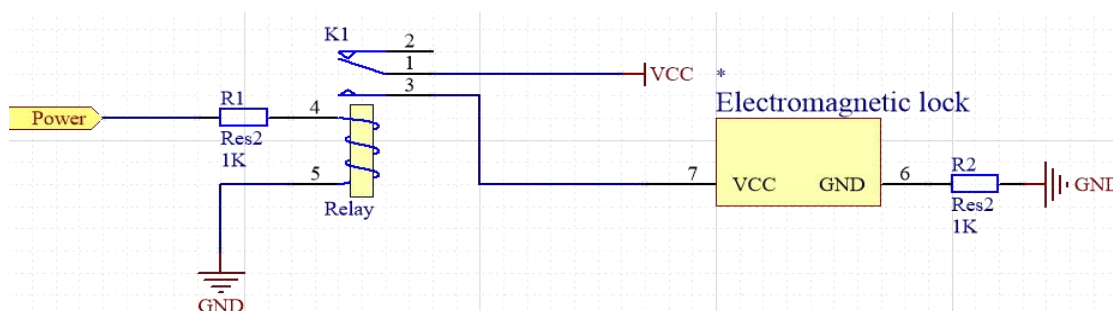 K1
2
1
VCC
*
3
Electromagnetic lock
Power
R1
4
Res2
1K
5
Relay
7
VCC
GND
6
R2
GND
Res2
1K
GND